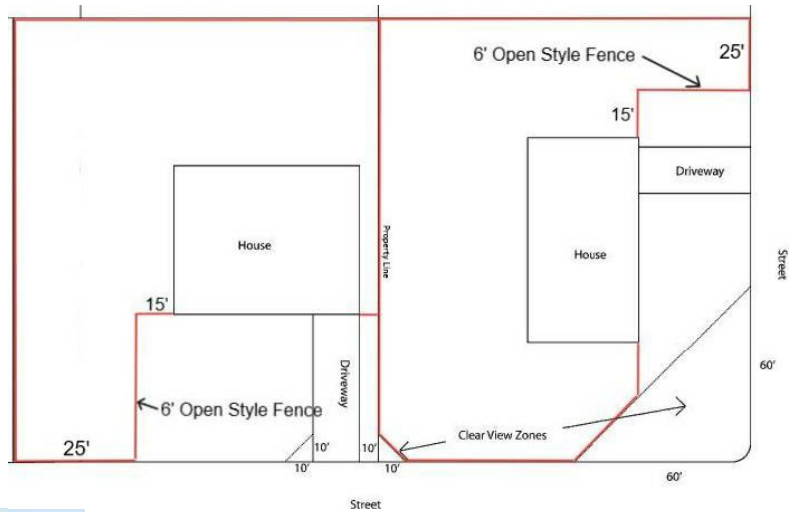 6' Open Style Fence
25'
15'
Driveway
House
Property Line
House
Street
15'
Driveway
60'
6' Open Style Fence
Clear View Zones
25'
10'
10'
10'
10'
60'
Street